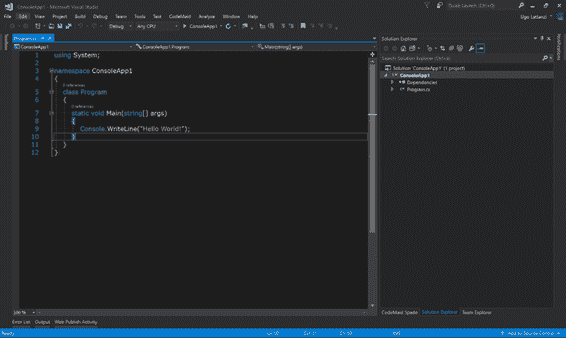 ConsoleApp1 - Microsoft Visual Studio
Quick Launch (Ctrl+Q)
File Edit View Project Build Debug Team Tools Test CodeMaid Analyze Window Help
Ugo Lattanzi
Debug Any CPU ConsoleApp1
Program.cs
ConsoleApp1 ConsoleApp1.Program Main(string[] args)
1 using System;
2
3 namespace ConsoleApp1
4 {
0 references
5 class Program
6 {
0 references
7 static void Main(string[] args)
8 {
9 Console.WriteLine("Hello World!");
10 }
11 }
12 }
Solution Explorer
Search Solution Explorer (Ctrl+;)
Solution 'ConsoleApp1' (1 project)
ConsoleApp1
Dependencies
Program.cs
CodeMaid Spade Solution Explorer Team Explorer
Error List Output Web Publish Activity
Add to Source Control